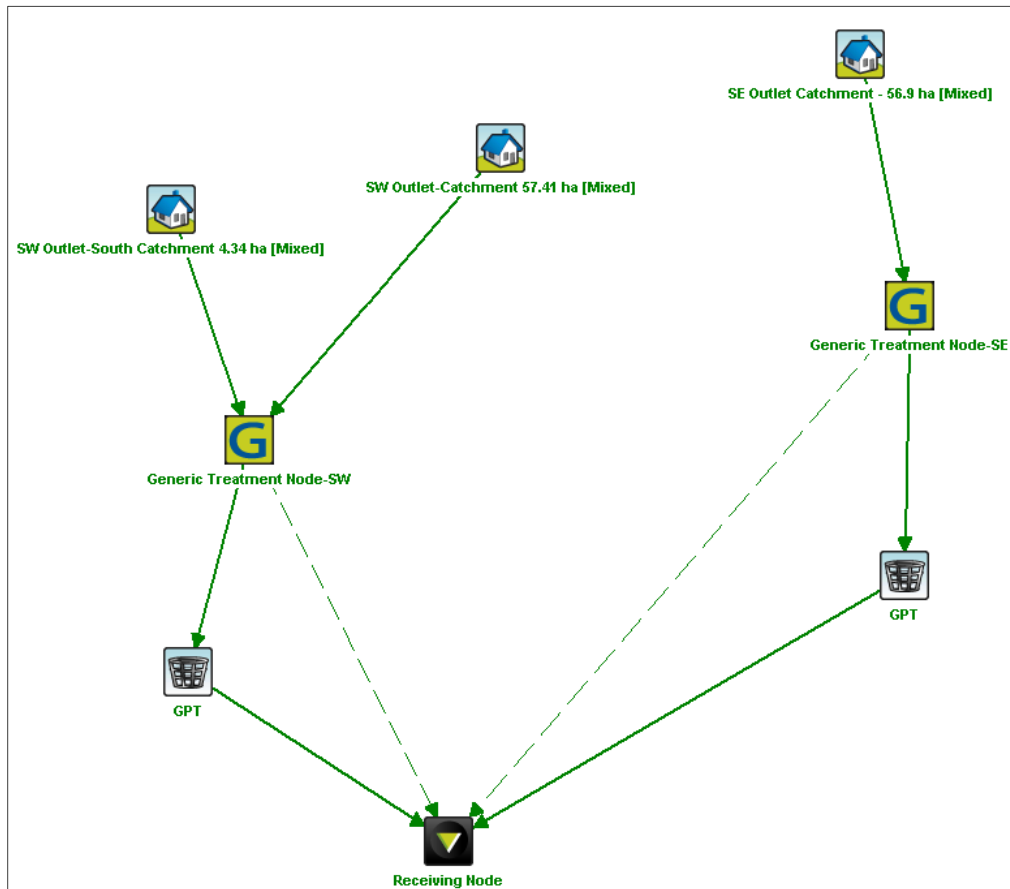 SE Outlet Catchment - 56.9 ha [Mixed]
SW Outlet-Catchment 57.41 ha [Mixed]
SW Outlet-South Catchment 4.34 ha [Mixed]
G
Generic Treatment Node-SE
G
Generic Treatment Node-SW
GPT
GPT
Receiving Node